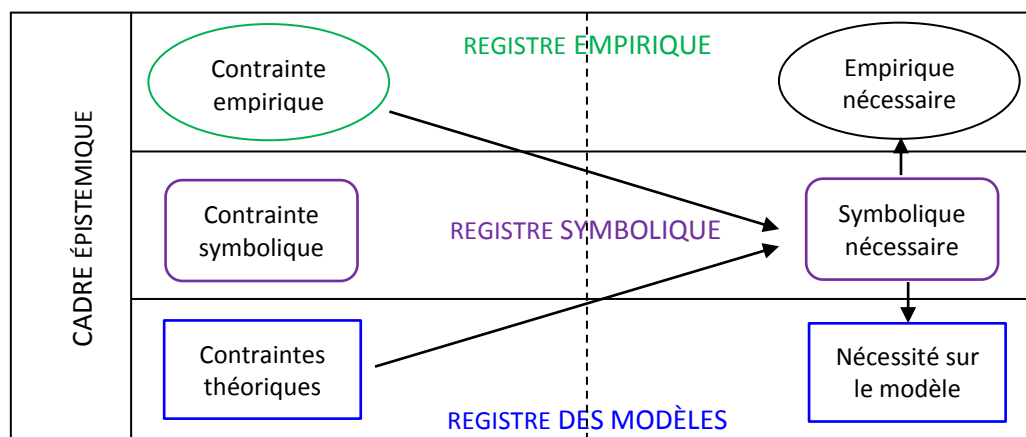 CADRE ÉPISTEMIQUE
REGISTRE EMPIRIQUE
Contrainte
empirique
Empirique
nécessaire
Contrainte
symbolique
REGISTRE SYMBOLIQUE
Symbolique
nécessaire
Contraintes
théoriques
Nécessité sur
le modèle
REGISTRE DES MODÈLES